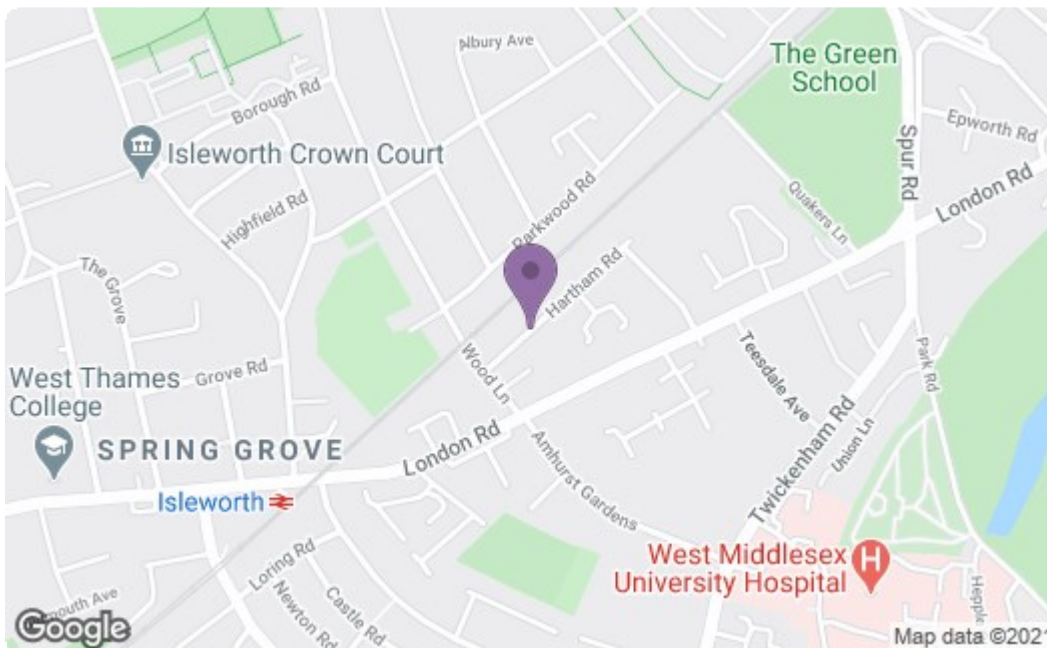 Albury Ave
The Green
School
Borough Rd
Epworth Rd
Isleworth Crown Court
Spur Rd
London Rd
Quakers Ln
Parkwood Rd
Highfield Rd
Hartham Rd
The Grove
Wood Ln
Teesdale Ave
Park Rd
Grove Rd
West Thames
College
SPRING GROVE
London Rd
Union Ln
Amhurst Gardens
Twickenham Rd
Isleworth
Loring Rd
West Middlesex
University Hospital
H
mouth Ave
Newton Rd
Castle Rd
Hepple
Google
Map data ©2021